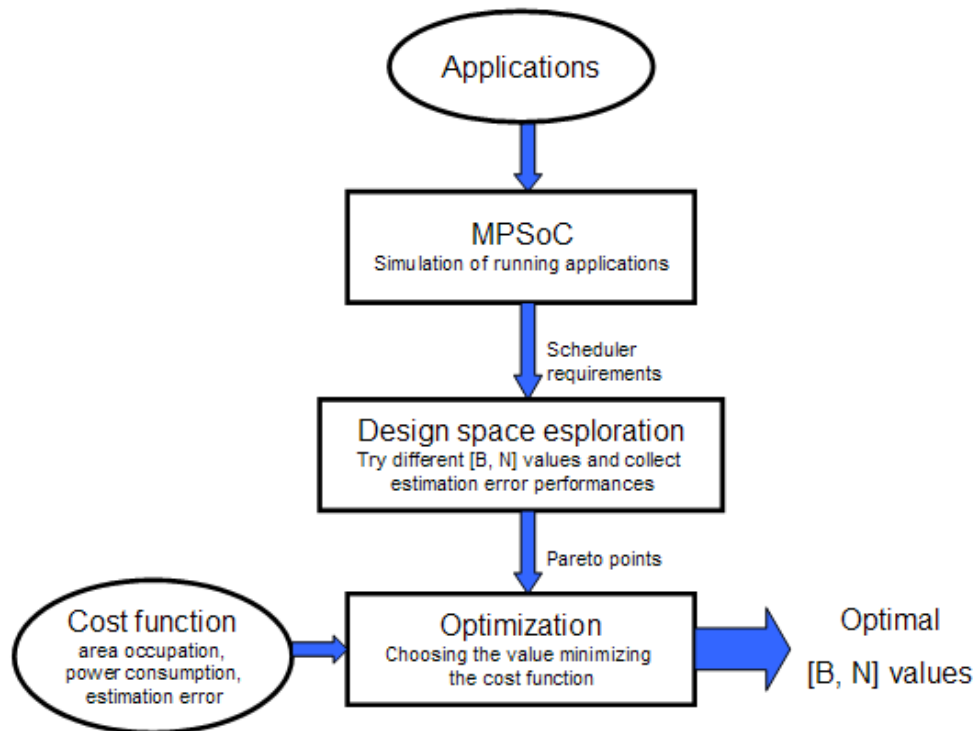 Applications
MPSoC
Simulation of running applications
Scheduler
requirements
Design space esploration
Try different [B, N] values and collect
estimation error performances
Pareto points
Cost function
area occupation,
power consumption,
estimation error
Optimization
Choosing the value minimizing
the cost function
Optimal
[B, N] values